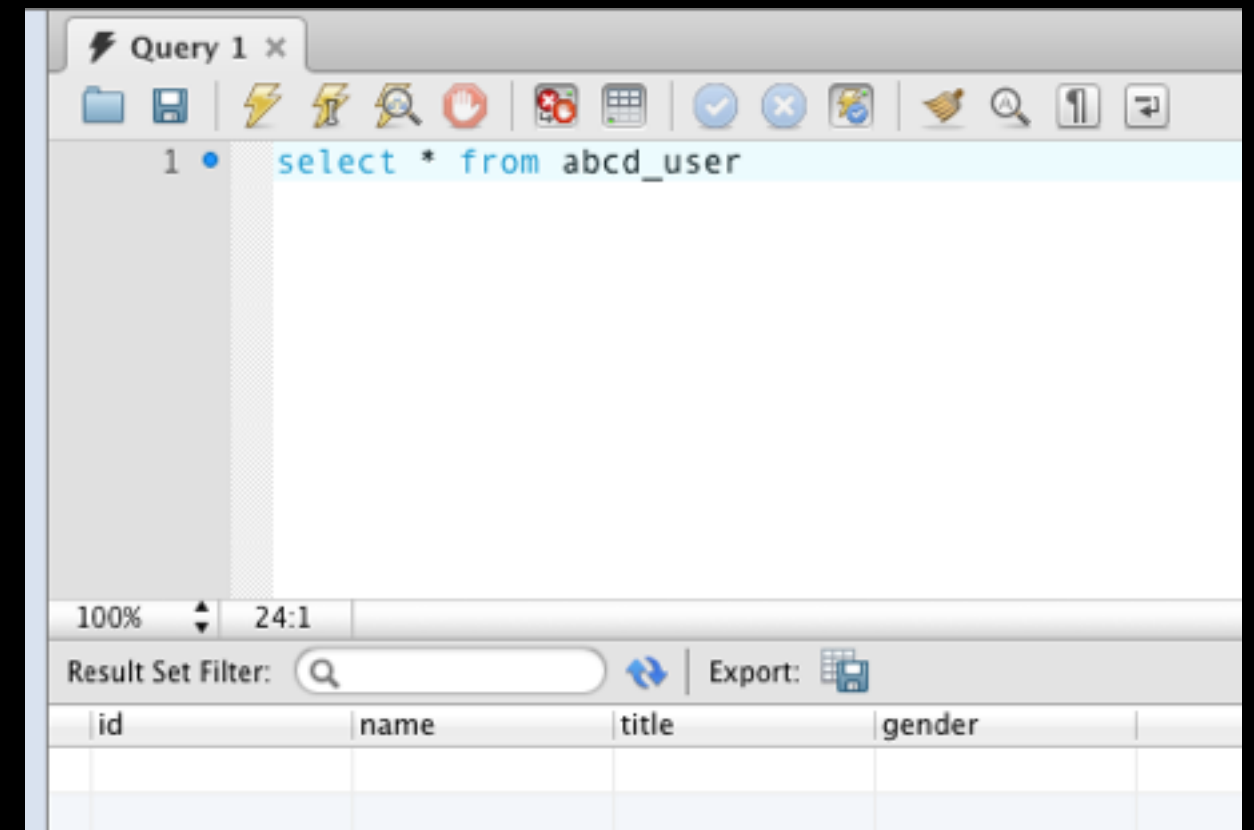 Query 1
1 select * from abcd_user
100% 24:1
Result Set Filter: Export:
id name title gender